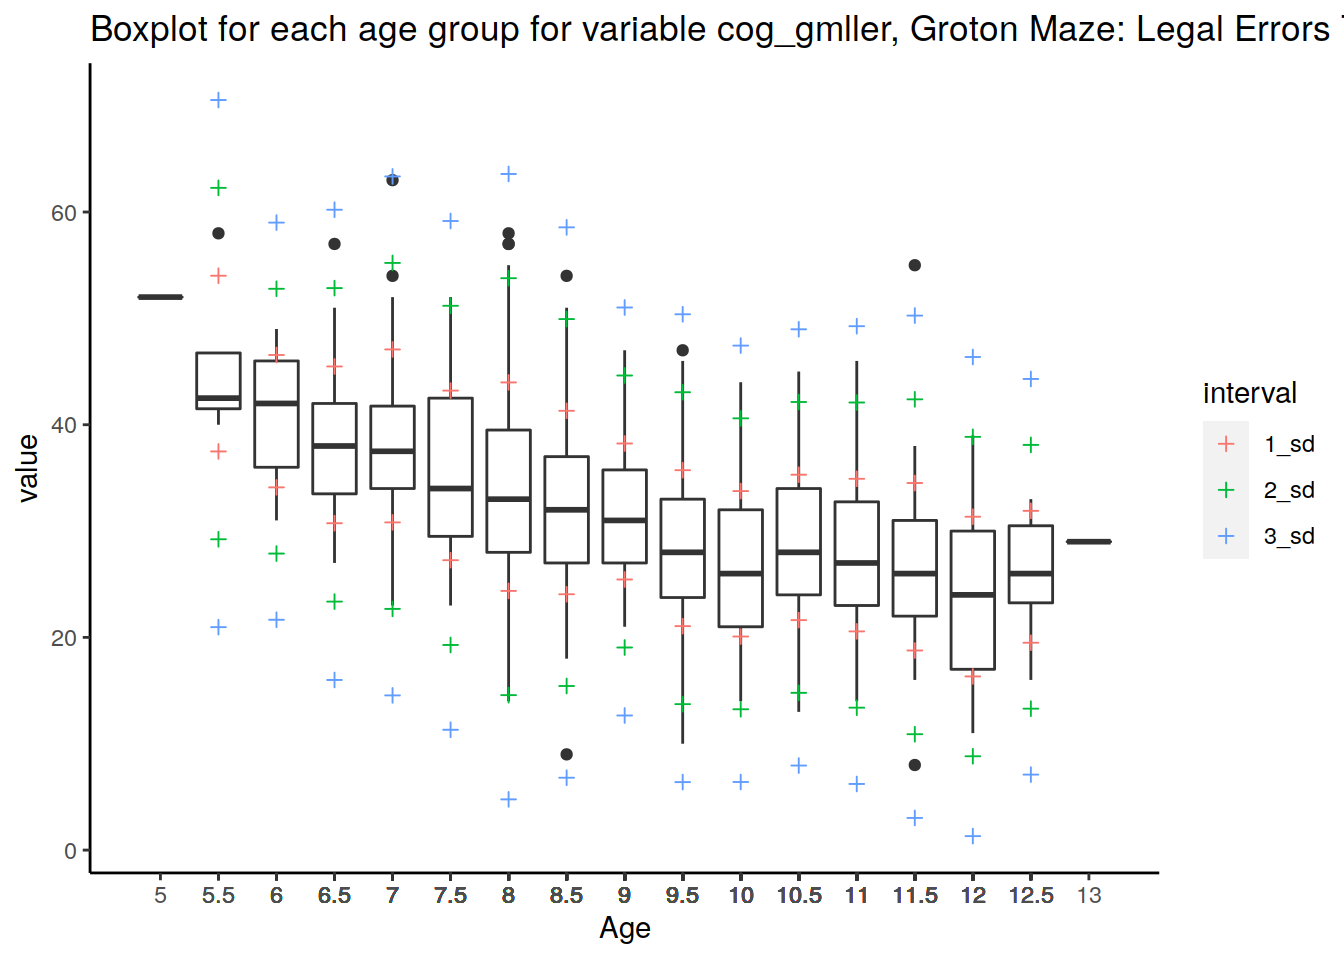 Boxplot for each age group for variable cog_gmller, Groton Maze: Legal Errors
60
40
20
0
value
5 5.5 6 6.5 7 7.5 8 8.5 9 9.5 10 10.5 11 11.5 12 12.5 13
Age
interval
1_sd
2_sd
3_sd